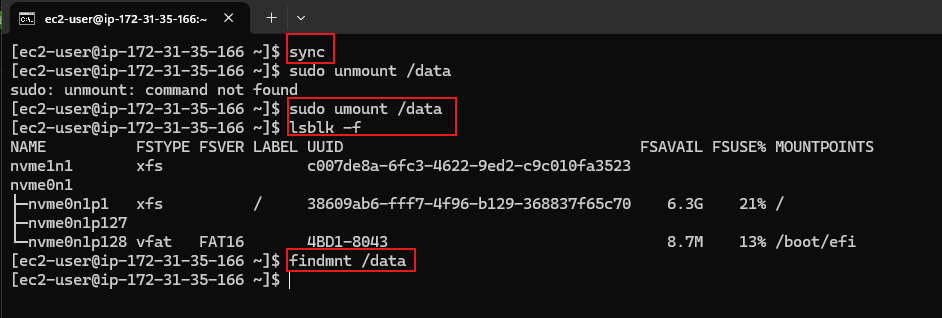 ec2-user@ip-172-31-35-166:~
[ec2-user@ip-172-31-35-166 ~]$ sync
[ec2-user@ip-172-31-35-166 ~]$ sudo unmount /data
sudo: unmount: command not found
[ec2-user@ip-172-31-35-166 ~]$ sudo umount /data
[ec2-user@ip-172-31-35-166 ~]$ lsblk -f
NAME FSTYPE FSVER LABEL UUID FSAVAIL FSUSE% MOUNTPOINTS
nvme1n1 xfs c007de8a-6fc3-4622-9ed2-c9c010fa3523
nvme0n1
├─nvme0n1p1 xfs / 38609ab6-fff7-4f96-b129-368837f65c70 6.3G 21% /
├─nvme0n1p127
└─nvme0n1p128 vfat FAT16 4BD1-8043 8.7M 13% /boot/efi
[ec2-user@ip-172-31-35-166 ~]$ findmnt /data
[ec2-user@ip-172-31-35-166 ~]$